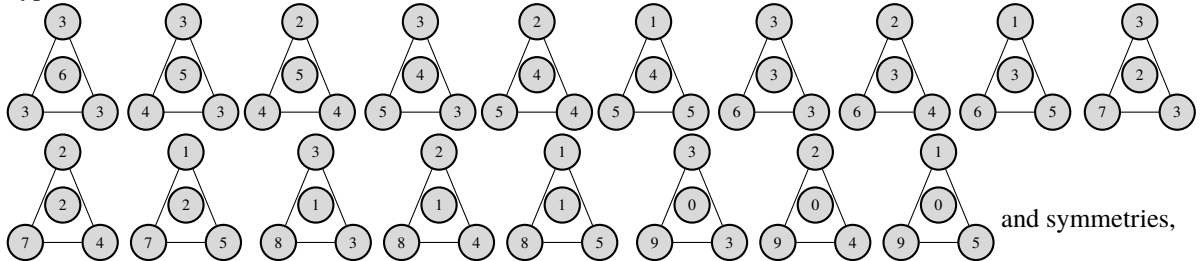 3 3 2 3 2 1 3 2 1 3
6 5 5 4 4 4 3 3 3 2
3 3 4 3 4 4 5 3 5 4 5 5 6 3 6 4 6 5 7 3
2 1 3 2 1 3 2 1
2 2 1 1 1 0 0 0
7 4 7 5 8 3 8 4 8 5 9 3 9 4 9 5 and symmetries,